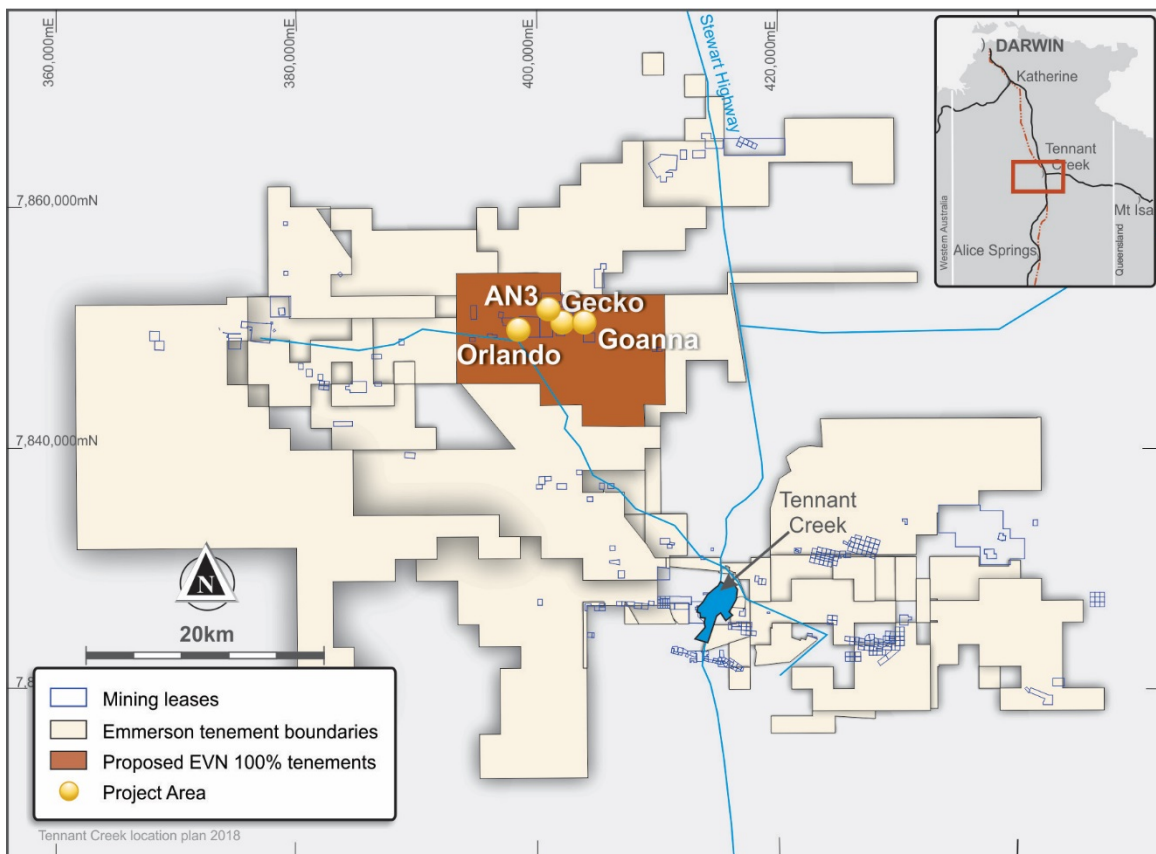 360,000mE
380,000mE
400,000mE
420,000mE
Stewart Highway
DARWIN
Katherine
Tennant
Creek
Mt Isa
Alice Springs
Western Australia
Queensland
7,860,000mN
AN3
Gecko
Orlando
Goanna
7,840,000mN
Tennant
Creek
N
20km
Mining leases
Emmerson tenement boundaries
Proposed EVN 100% tenements
Project Area
Tennant Creek location plan 2018